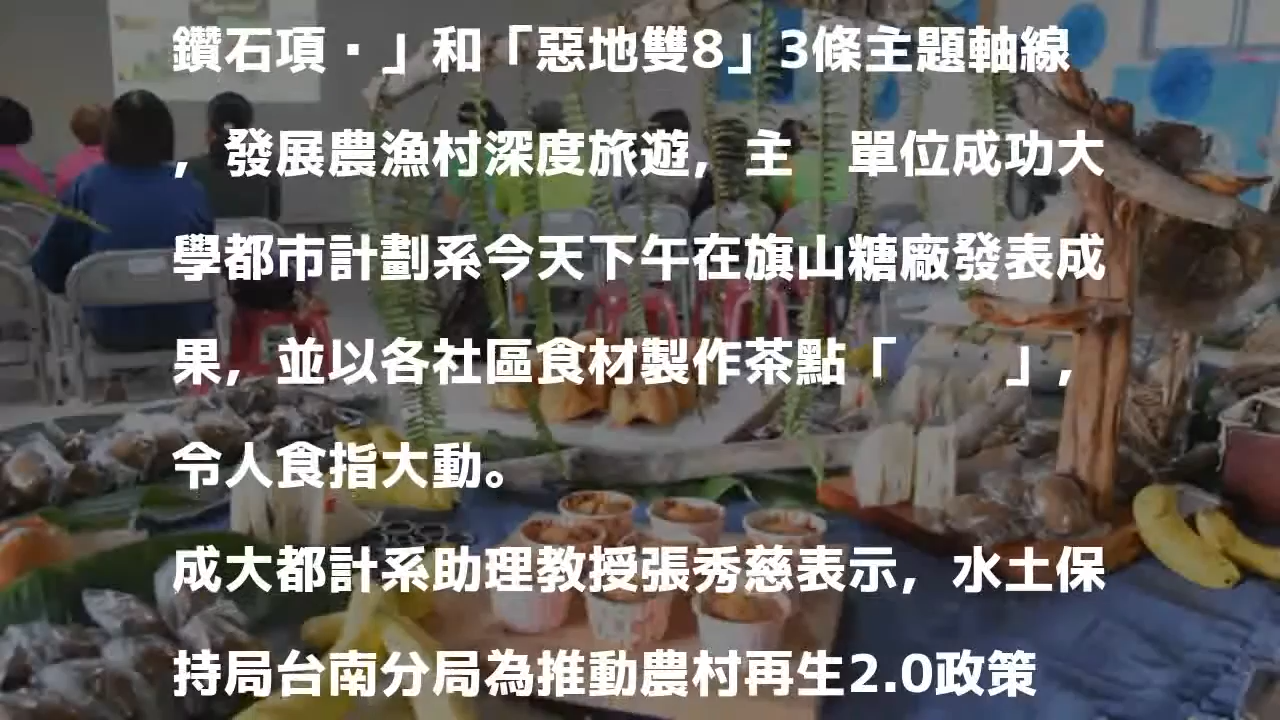 鑽石項▪」和「惡地雙8」3條主題軸線
，發展農漁村深度旅遊，主　單位成功大
學都市計劃系今天下午在旗山糖廠發表成
果，並以各社區食材製作茶點「　　」，
令人食指大動。
成大都計系助理教授張秀慈表示，水土保
持局台南分局為推動農村再生2.0政策